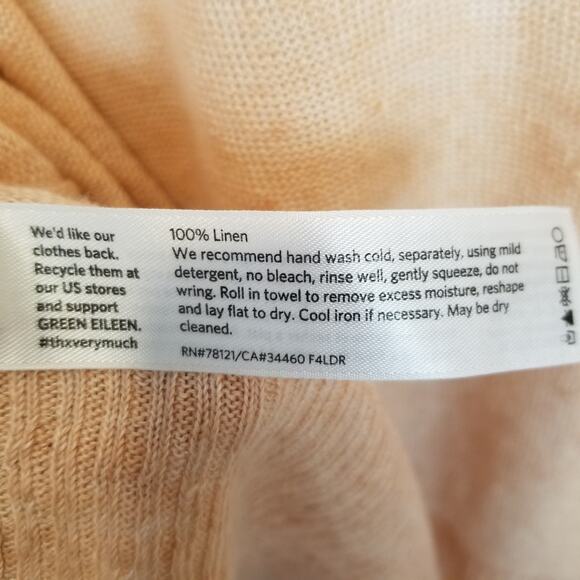 We'd like our
clothes back.
Recycle them at
our US stores
and support
GREEN EILEEN.
#thxverymuch
100% Linen
We recommend hand wash cold, separately, using mild
detergent, no bleach, rinse well, gently squeeze, do not
wring. Roll in towel to remove excess moisture, reshape
and lay flat to dry. Cool iron if necessary. May be dry
cleaned.
RN#78121/CA#34460 F4LDR